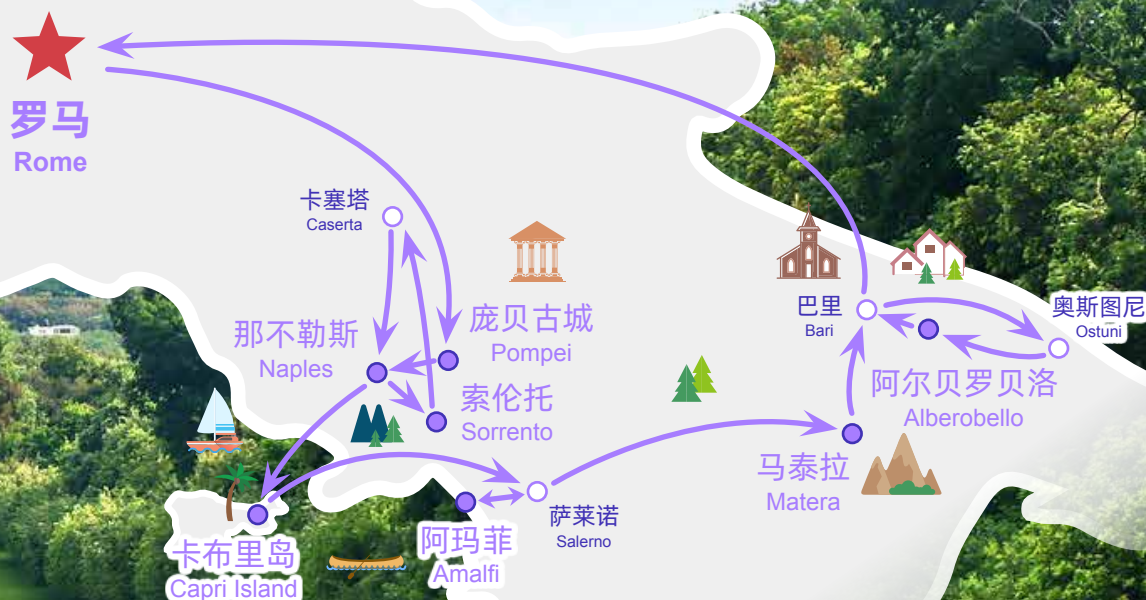 罗马
Rome
卡塞塔
Caserta
那不勒斯
Naples
庞贝古城
Pompei
索伦托
Sorrento
巴里
Bari
奥斯图尼
Ostuni
阿尔贝罗贝洛
Alberobello
马泰拉
Matera
萨莱诺
Salerno
阿玛菲
Amalfi
卡布里岛
Capri Island